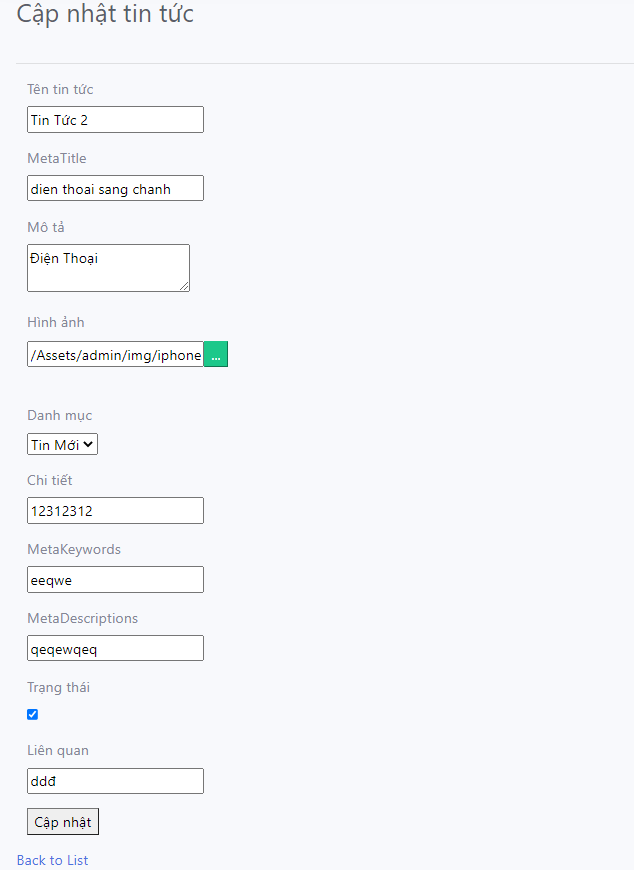 Cập nhật tin tức
Tên tin tức
Tin Tức 2
MetaTitle
dien thoai sang chanh
Mô tả
Điện Thoại
Hình ảnh
/Assets/admin/img/iphone ...
Danh mục
Tin Mới
Chi tiết
12312312
MetaKeywords
eeqwe
MetaDescriptions
qeqewqeq
Trạng thái
Liên quan
ddđ
Cập nhật
Back to List